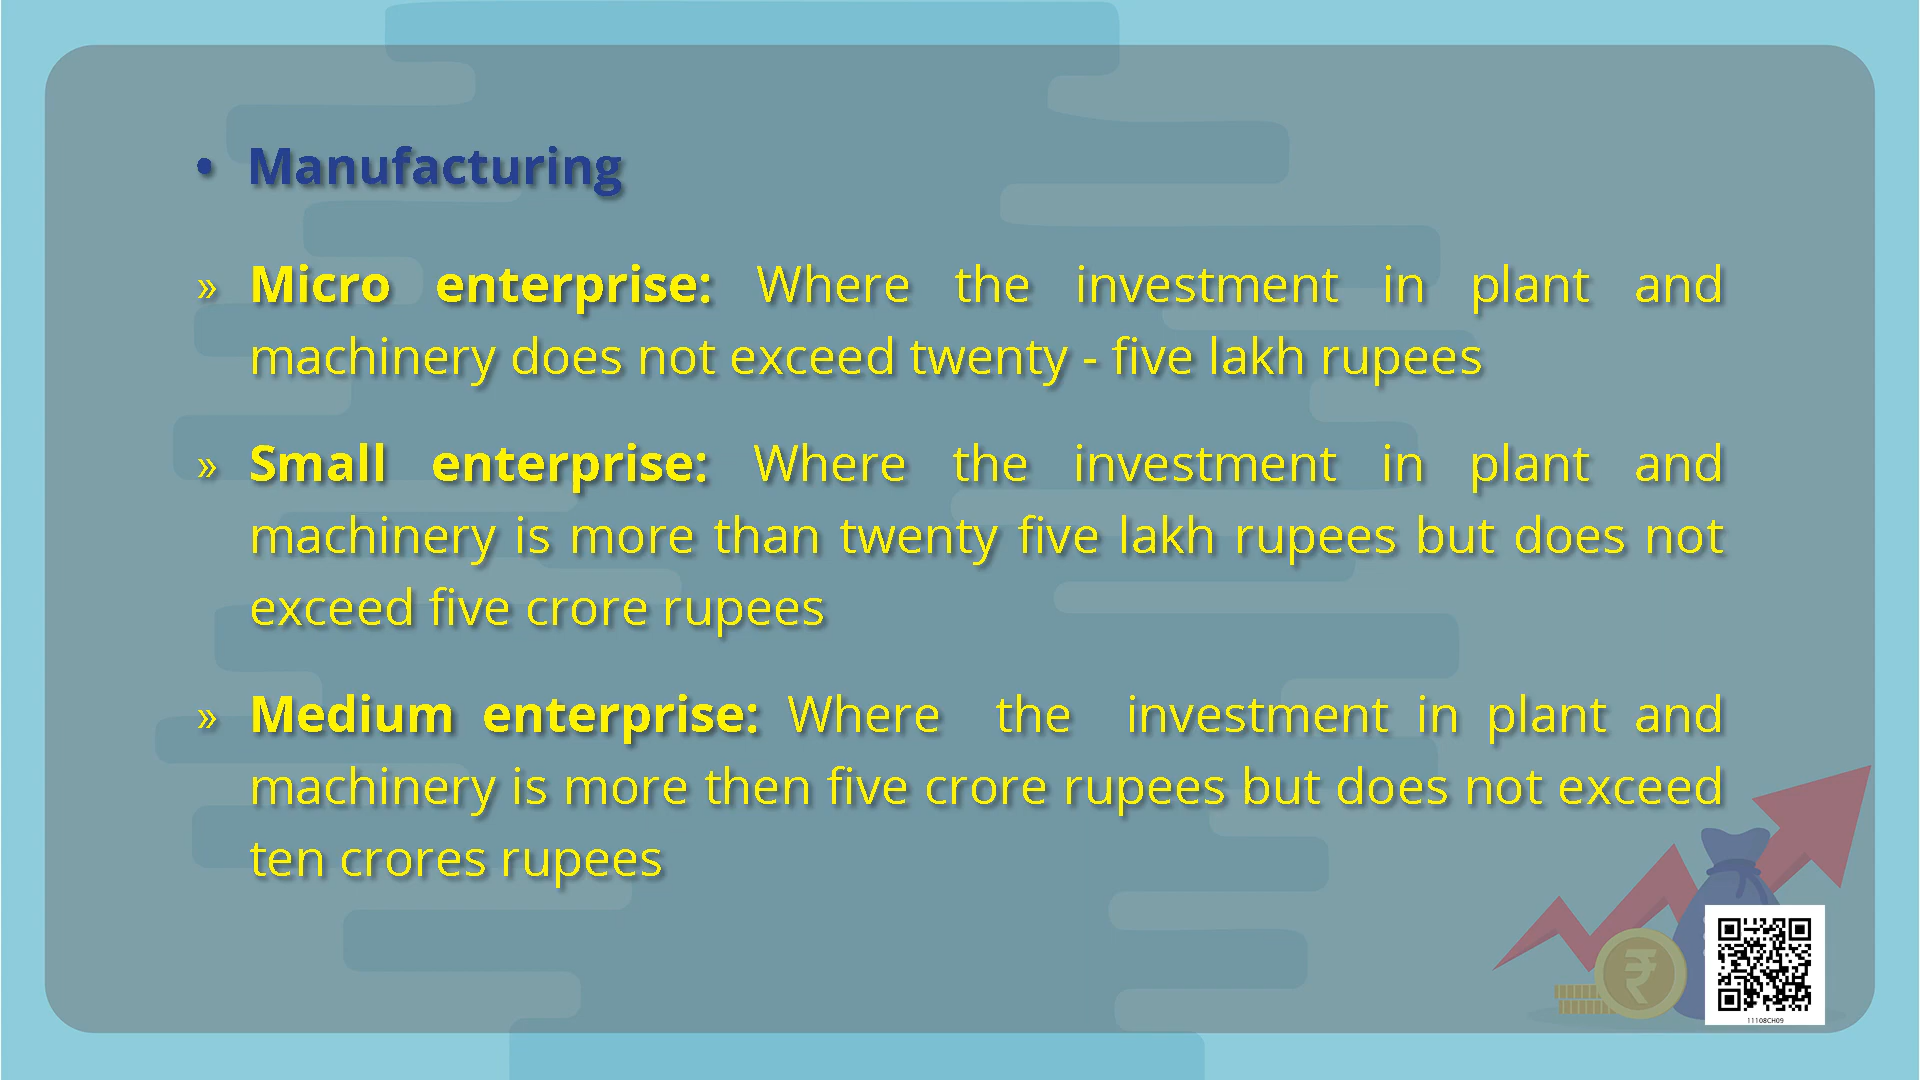 • Manufacturing
» Micro enterprise: Where the investment in plant and
machinery does not exceed twenty - five lakh rupees
» Small enterprise: Where the investment in plant and
machinery is more than twenty five lakh rupees but does not
exceed five crore rupees
» Medium enterprise: Where the investment in plant and
machinery is more then five crore rupees but does not exceed
ten crores rupees
₹
11108CH09